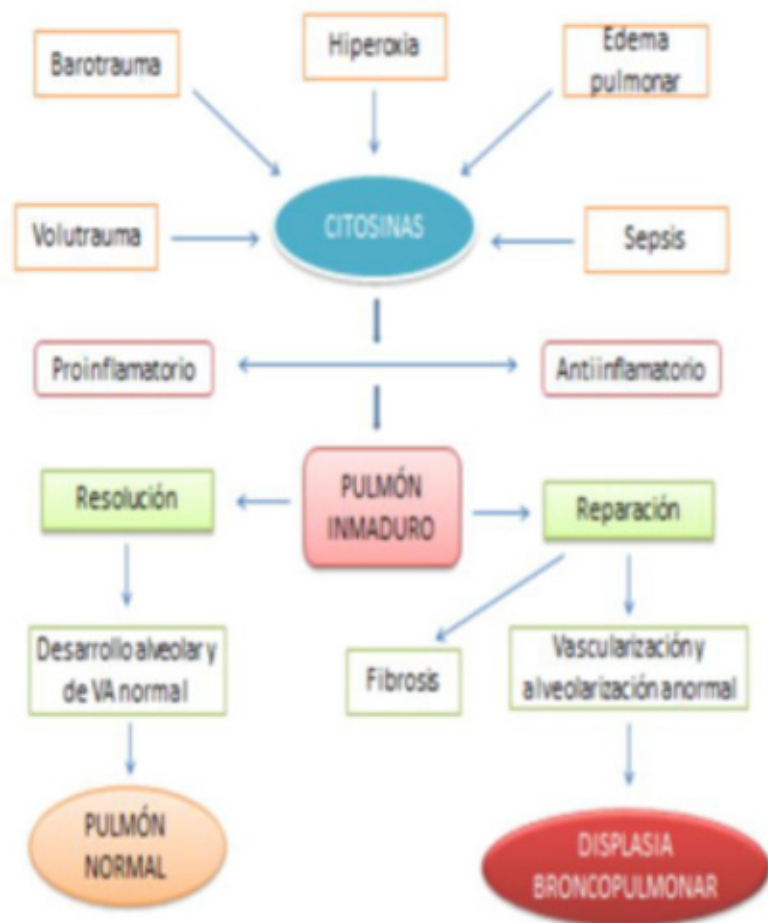 Hiperoxia
Barotrauma
Edema
pulmonar
Volutrauma
CITOSINAS
Sepsis
Proinflamatorio
Antiinflamatorio
Resolución
PULMÓN
INMADURO
Reparación
Desarrollo alveolar y
de VA normal
Fibrosis
Vascularización y
alveolarización anormal
PULMÓN
NORMAL
DISPLASIA
BRONCOPULMONAR